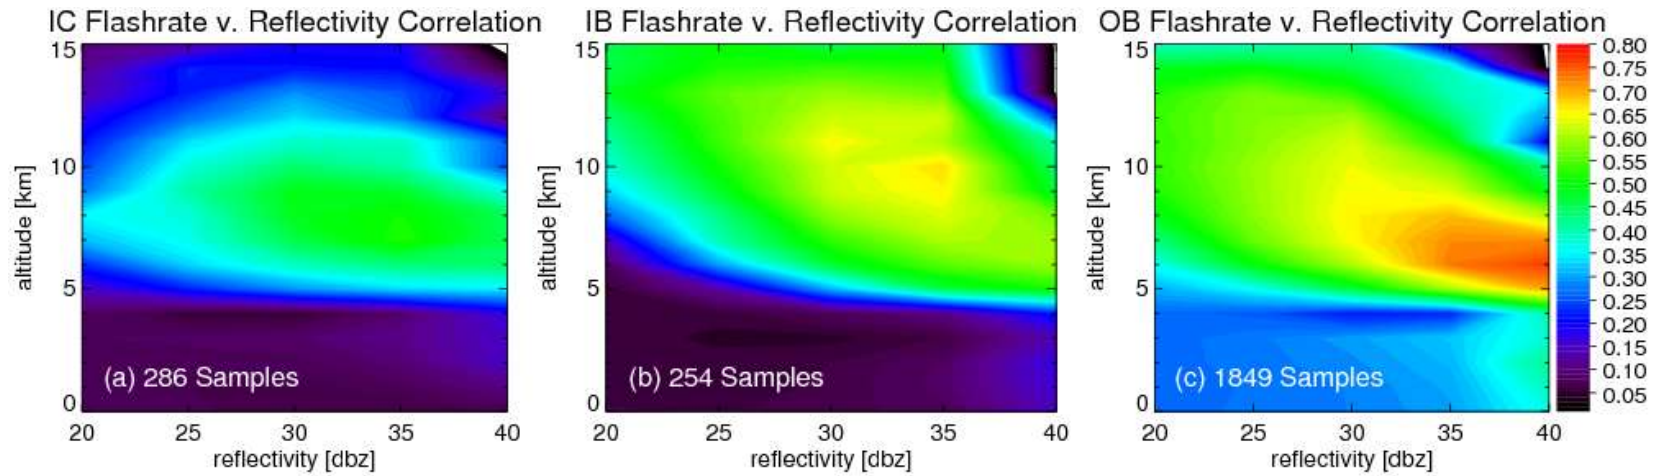 IC Flashrate v. Reflectivity Correlation
15
10
5
0
altitude [km]
(a) 286 Samples
20 25 30 35 40
reflectivity [dbz]
IB Flashrate v. Reflectivity Correlation
15
10
5
0
altitude [km]
(b) 254 Samples
20 25 30 35 40
reflectivity [dbz]
OB Flashrate v. Reflectivity Correlation
15
10
5
0
altitude [km]
(c) 1849 Samples
20 25 30 35 40
reflectivity [dbz]
0.80
0.75
0.70
0.65
0.60
0.55
0.50
0.45
0.40
0.35
0.30
0.25
0.20
0.15
0.10
0.05